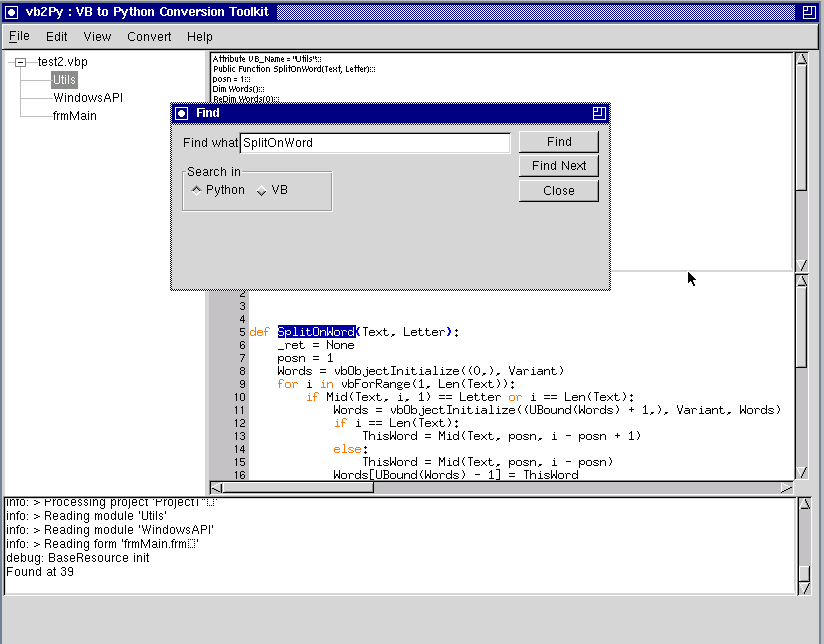 vb2Py : VB to Python Conversion Toolkit
File Edit View Convert Help
test2.vbp
Utils
WindowsAPI
frmMain
Attribute VB_Name = "Utils"
Public Function SplitOnWord(Text, Letter)
posn = 1
Dim Words()
ReDim Words(0)
Find
Find what SplitOnWord
Find
Find Next
Close
Search in
Python VB
2
3
4
5 def SplitOnWord(Text, Letter):
6 _ret = None
7 posn = 1
8 Words = vbObjectInitialize((0,), Variant)
9 for i in vbForRange(1, Len(Text)):
10 if Mid(Text, i, 1) == Letter or i == Len(Text):
11 Words = vbObjectInitialize((UBound(Words) + 1,), Variant, Words)
12 if i == Len(Text):
13 ThisWord = Mid(Text, posn, i - posn + 1)
14 else:
15 ThisWord = Mid(Text, posn, i - posn)
16 Words[UBound(Words) - 1] = ThisWord
info: > Processing project 'Project1"'
info: > Reading module 'Utils'
info: > Reading module 'WindowsAPI'
info: > Reading form 'frmMain.frm'
debug: BaseResource init
Found at 39